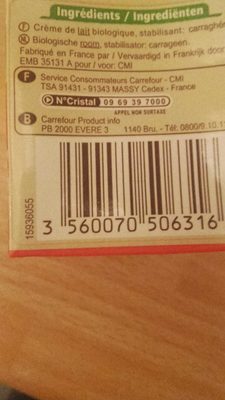 Ingrédients / Ingrediënten
Crème de lait biologique, stabilisant: carraghé
Biologische room, stabilisator: carrageen.
Fabriqué en France par / Vervaardigd in Frankrijk door
EMB 35131 A pour / voor: CMI
F Service Consommateurs Carrefour - CMI
TSA 91431 - 91343 MASSY Cedex - France
N°Cristal 09 69 39 7000
APPEL NON SURTAXE
B Carrefour Product info
PB 2000 EVERE 3 1140 Bru. - Tél: 0800/9.10.1
15936055
3 560070 506316